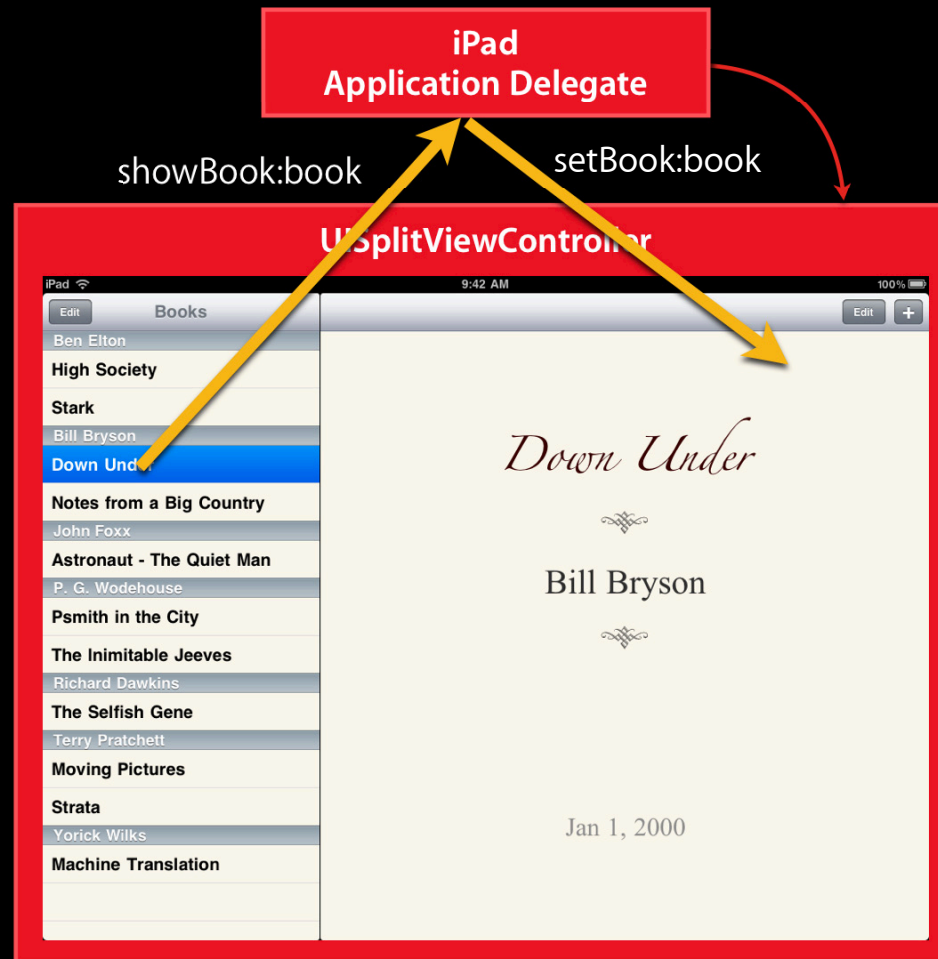 iPad
Application Delegate
showBook:book
setBook:book
UISplitViewController
iPad
9:42 AM
100%
Edit
Books
Edit
+
Ben Elton
High Society
Stark
Bill Bryson
Down Under
Notes from a Big Country
John Foxx
Astronaut - The Quiet Man
P. G. Wodehouse
Psmith in the City
The Inimitable Jeeves
Richard Dawkins
The Selfish Gene
Terry Pratchett
Moving Pictures
Strata
Yorick Wilks
Machine Translation
Down Under
Bill Bryson
Jan 1, 2000